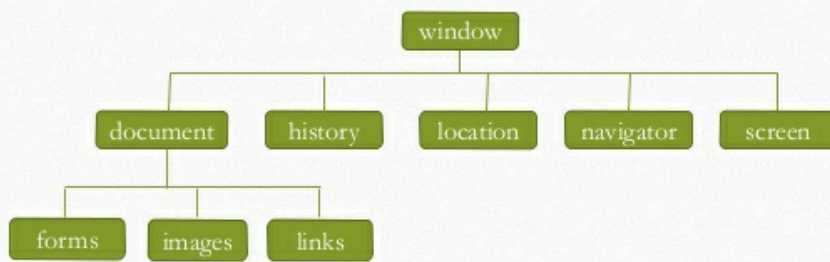 window
document history location navigator screen
forms images links